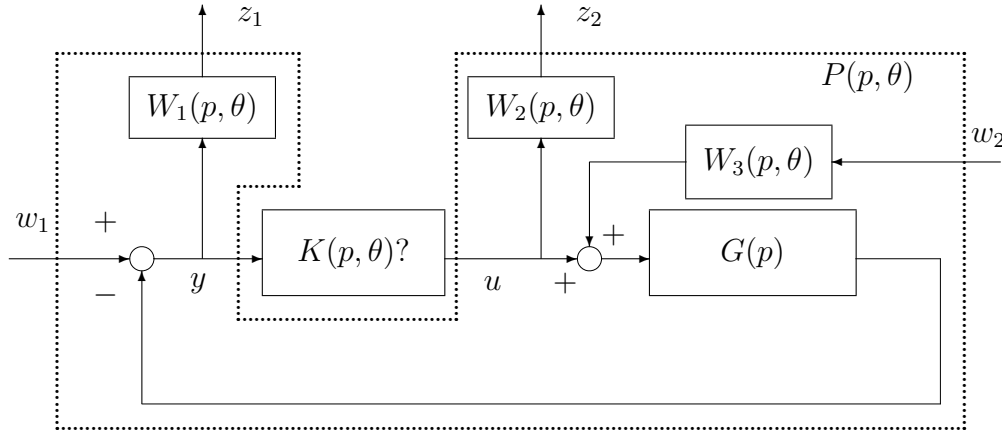 z₁
z₂
P(p, θ)
W₁(p, θ)
W₂(p, θ)
w₂
W₃(p, θ)
w₁
+
+
K(p, θ)?
G(p)
−
y
u
+